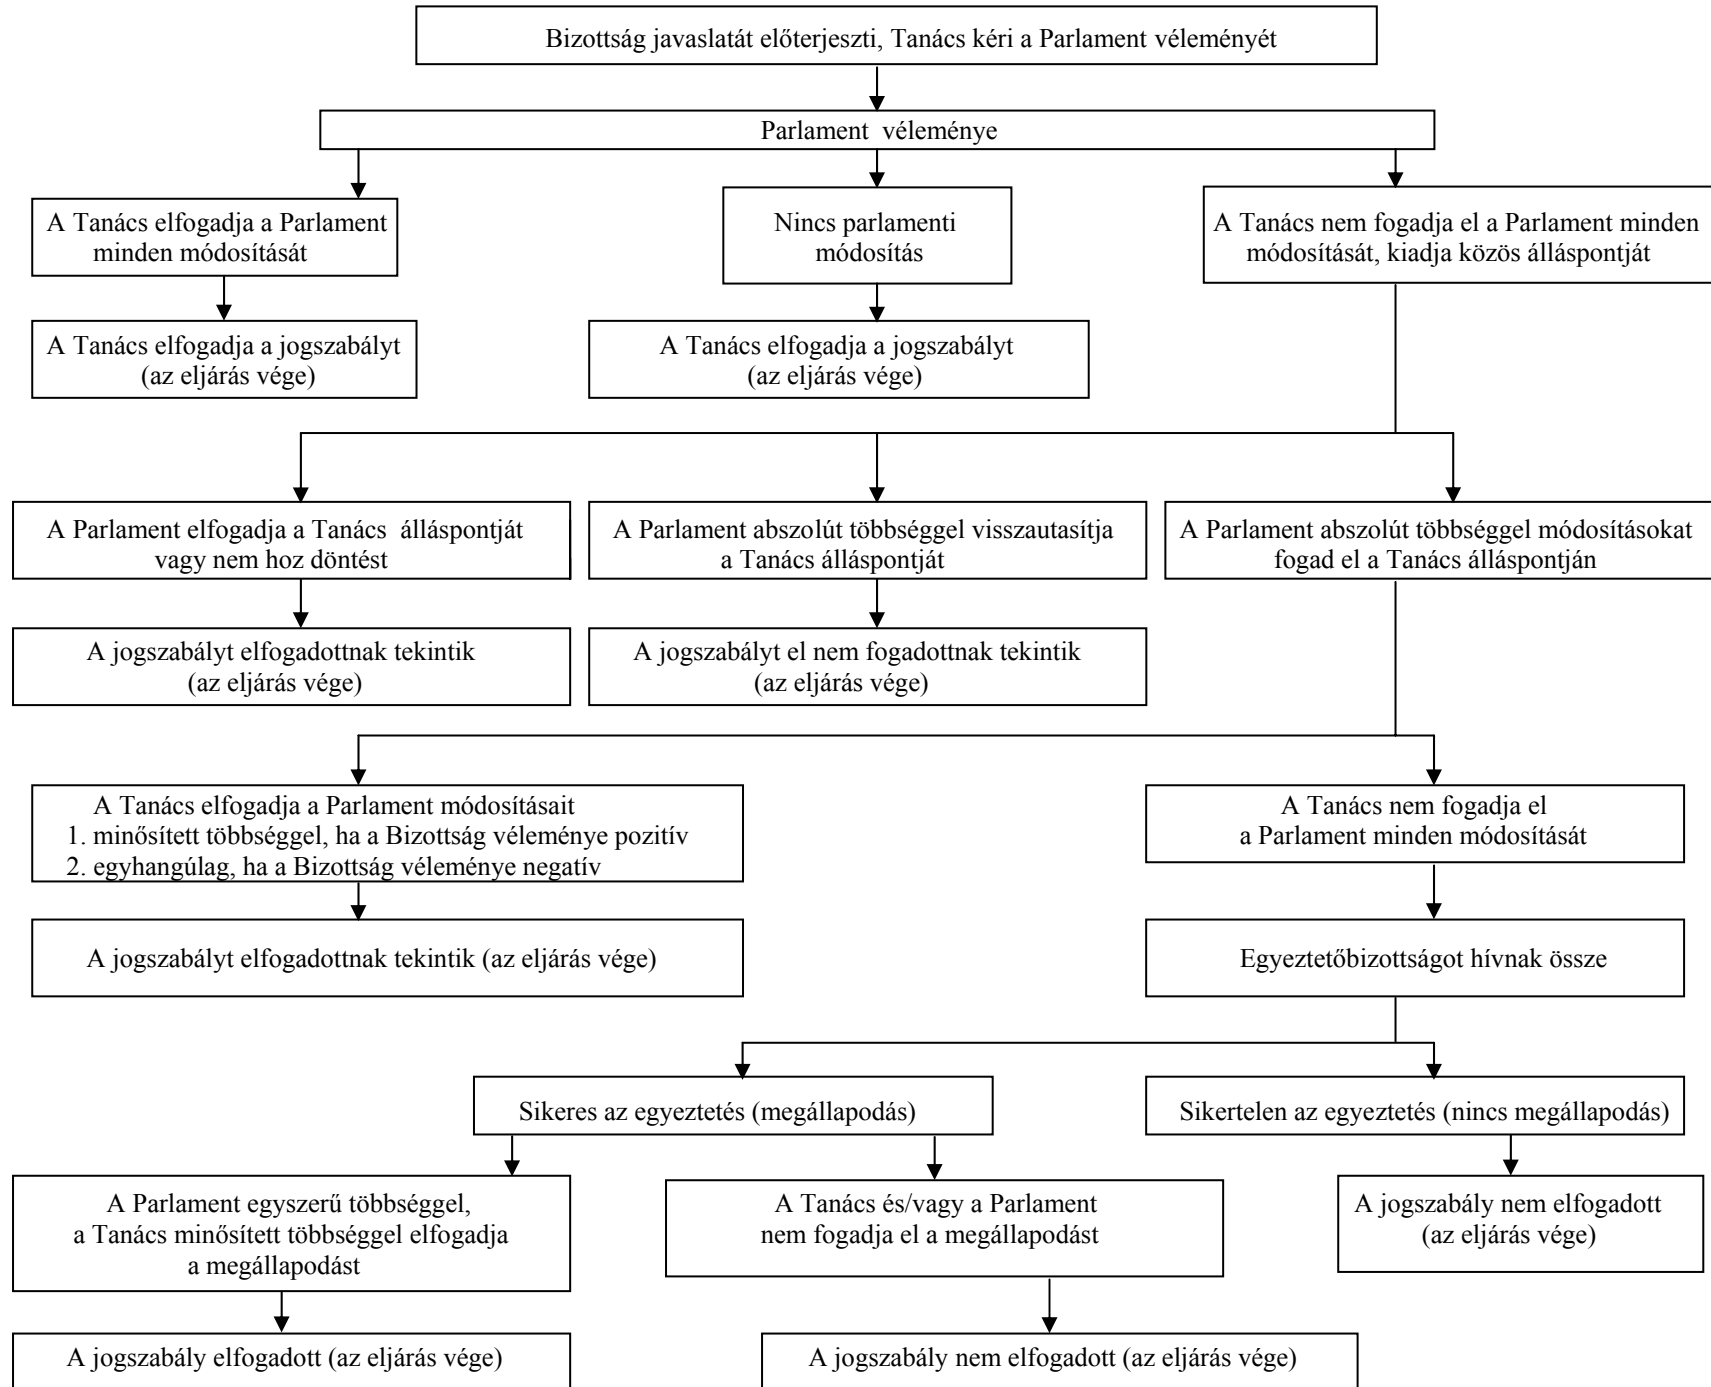 Bizottság javaslatát előterjeszti, Tanács kéri a Parlament véleményét
Parlament véleménye
A Tanács elfogadja a Parlament
minden módosítását
Nincs parlamenti
módosítás
A Tanács nem fogadja el a Parlament minden
módosítását, kiadja közös álláspontját
A Tanács elfogadja a jogszabályt
(az eljárás vége)
A Tanács elfogadja a jogszabályt
(az eljárás vége)
A Parlament elfogadja a Tanács álláspontját
vagy nem hoz döntést
A Parlament abszolút többséggel visszautasítja
a Tanács álláspontját
A Parlament abszolút többséggel módosításokat
fogad el a Tanács álláspontján
A jogszabályt elfogadottnak tekintik
(az eljárás vége)
A jogszabályt el nem fogadottnak tekintik
(az eljárás vége)
A Tanács elfogadja a Parlament módosításait
1. minősített többséggel, ha a Bizottság véleménye pozitív
2. egyhangúlag, ha a Bizottság véleménye negatív
A Tanács nem fogadja el
a Parlament minden módosítását
A jogszabályt elfogadottnak tekintik (az eljárás vége)
Egyeztetőbizottságot hívnak össze
Sikeres az egyeztetés (megállapodás)
Sikertelen az egyeztetés (nincs megállapodás)
A Parlament egyszerű többséggel,
a Tanács minősített többséggel elfogadja
a megállapodást
A Tanács és/vagy a Parlament
nem fogadja el a megállapodást
A jogszabály nem elfogadott
(az eljárás vége)
A jogszabály elfogadott (az eljárás vége)
A jogszabály nem elfogadott (az eljárás vége)